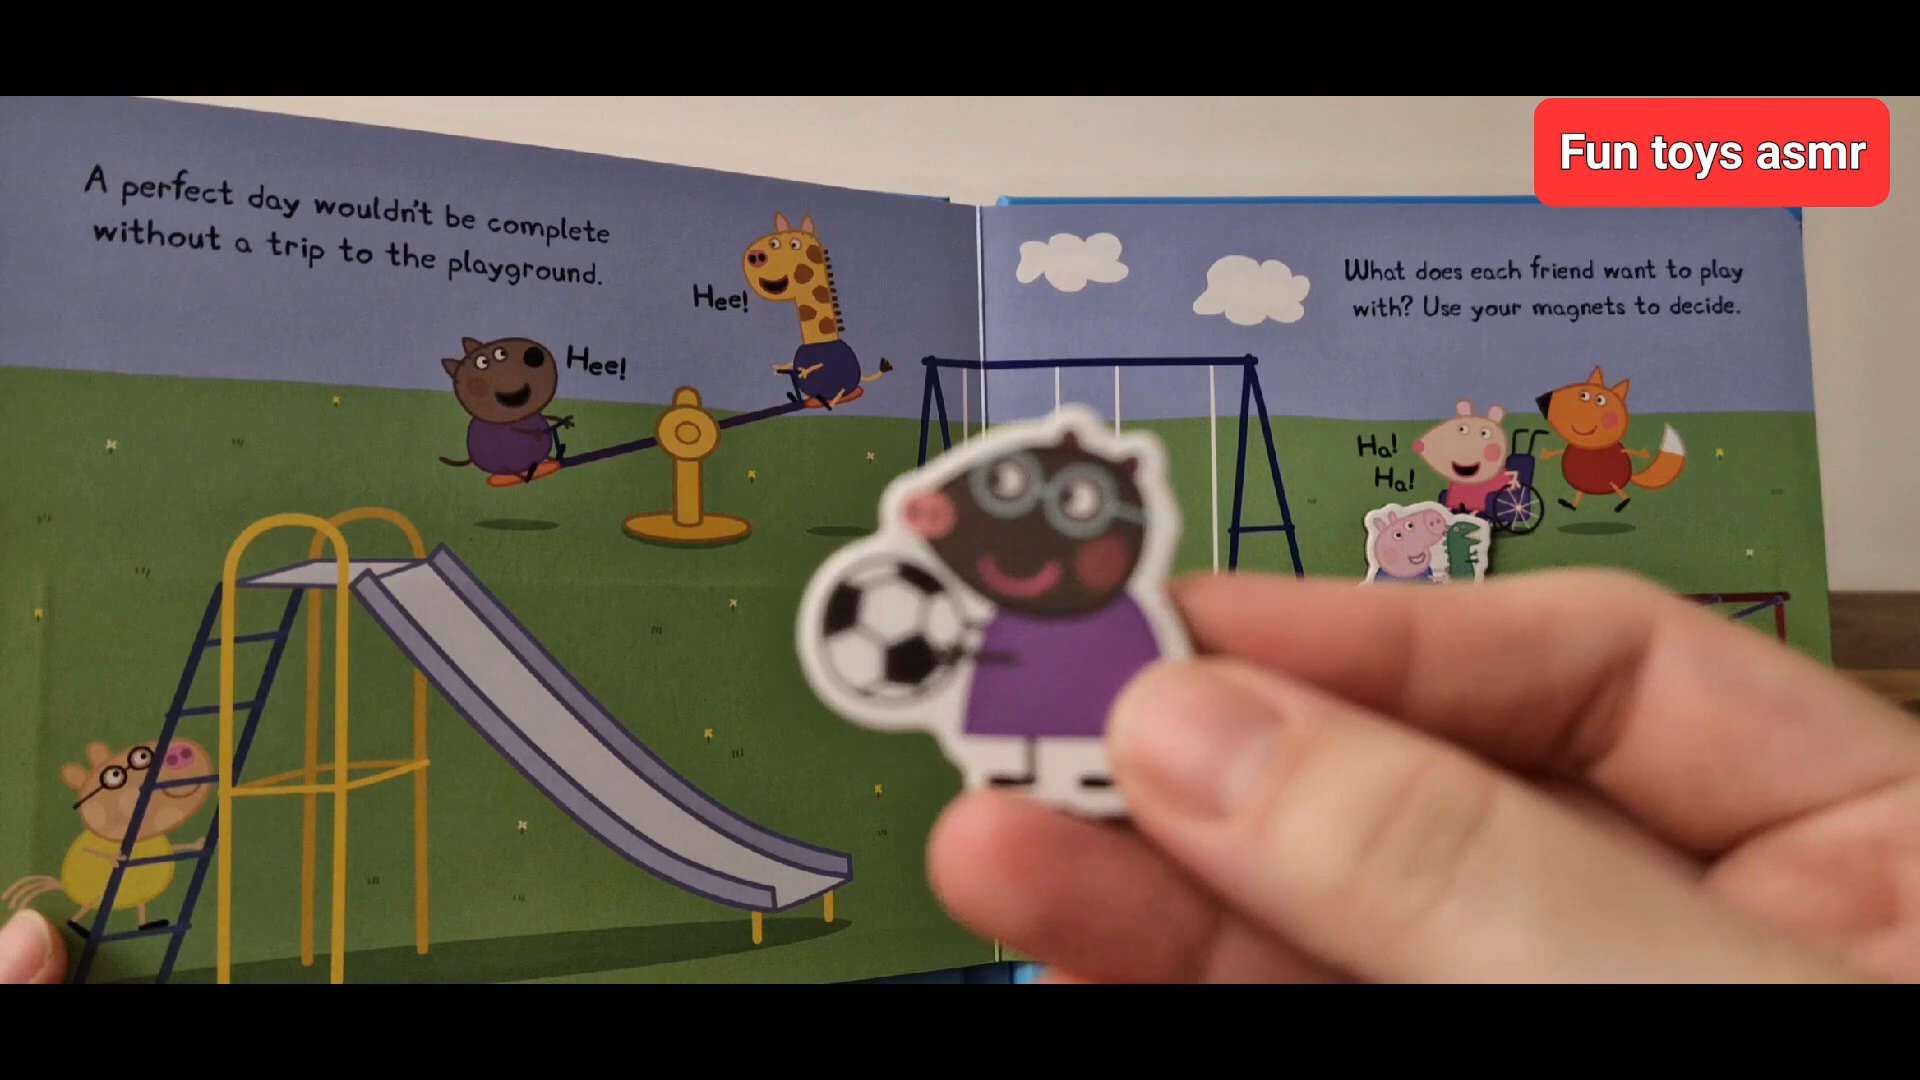 Fun toys asmr
A perfect day wouldn't be complete
without a trip to the playground.
Hee!
Hee!
What does each friend want to play
with? Use your magnets to decide.
Ha!
Ha!